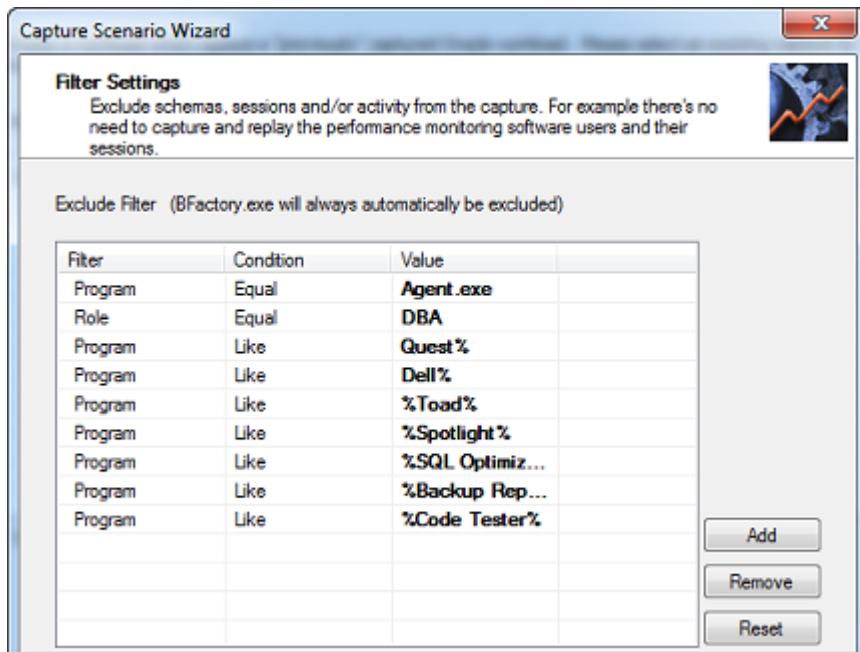 Capture Scenario Wizard
Filter Settings
Exclude schemas, sessions and/or activity from the capture. For example there's no
need to capture and replay the performance monitoring software users and their
sessions.
Exclude Filter (BFactory.exe will always automatically be excluded)
Filter Condition Value
Program Equal Agent.exe
Role Equal DBA
Program Like Quest%
Program Like Dell%
Program Like %Toad%
Program Like %Spotlight%
Program Like %SQL Optimiz...
Program Like %Backup Rep...
Program Like %Code Tester%
Add
Remove
Reset